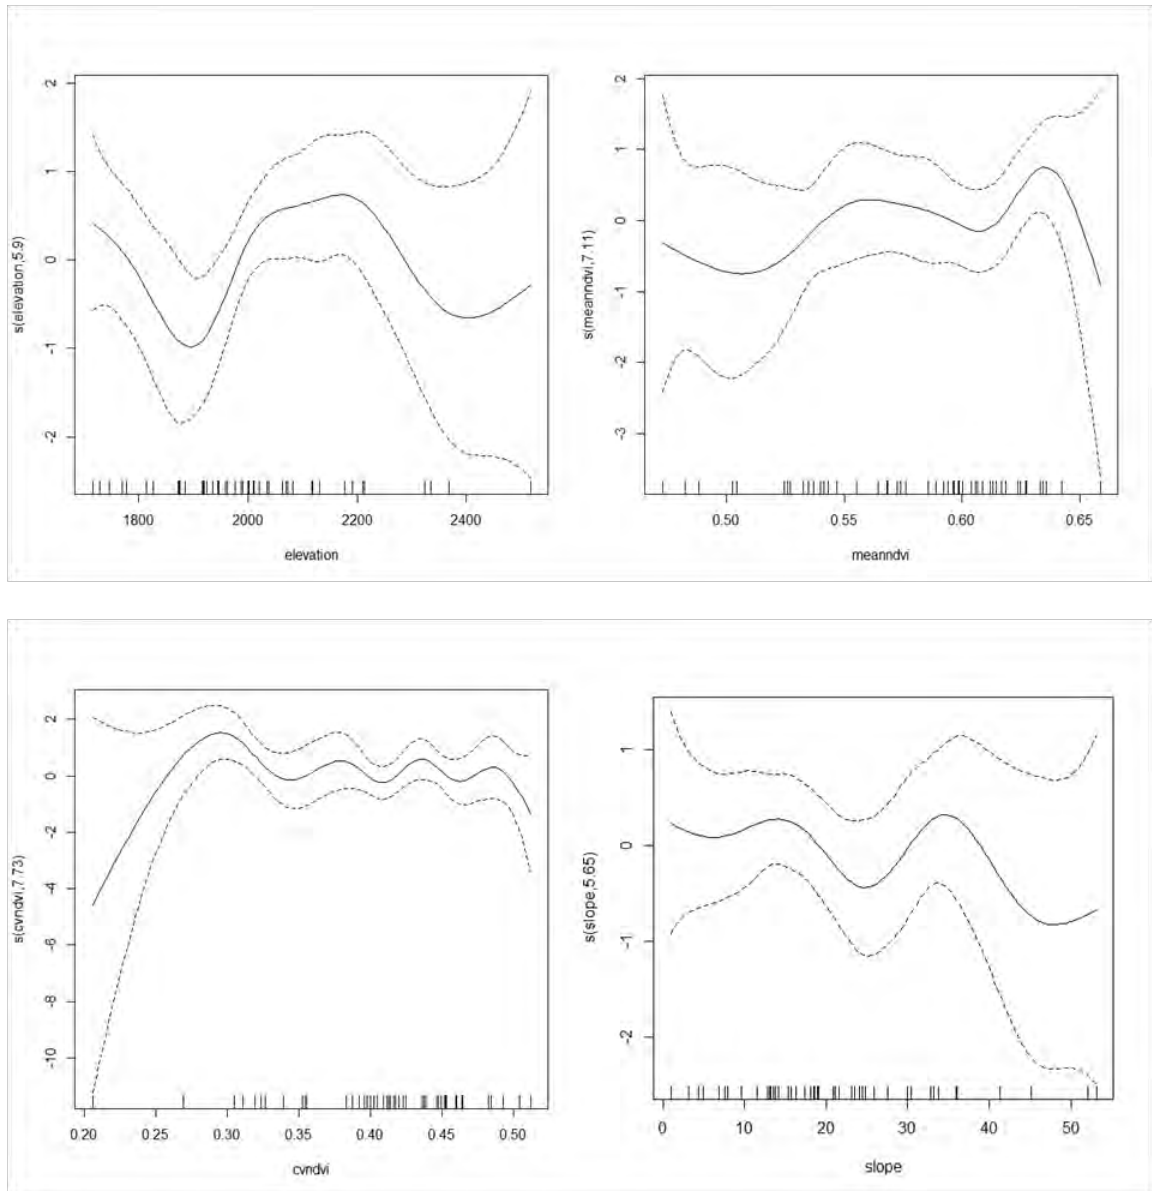 s(elevation,5.9)
2
1
0
-1
-2
1800 2000 2200 2400
elevation
s(meanndvi,7.11)
2
1
0
-1
-2
-3
0.50 0.55 0.60 0.65
meanndvi
s(cvndvi,7.73)
2
0
-2
-4
-6
-8
-10
0.20 0.25 0.30 0.35 0.40 0.45 0.50
cvndvi
s(slope,5.65)
1
0
-1
-2
0 10 20 30 40 50
slope